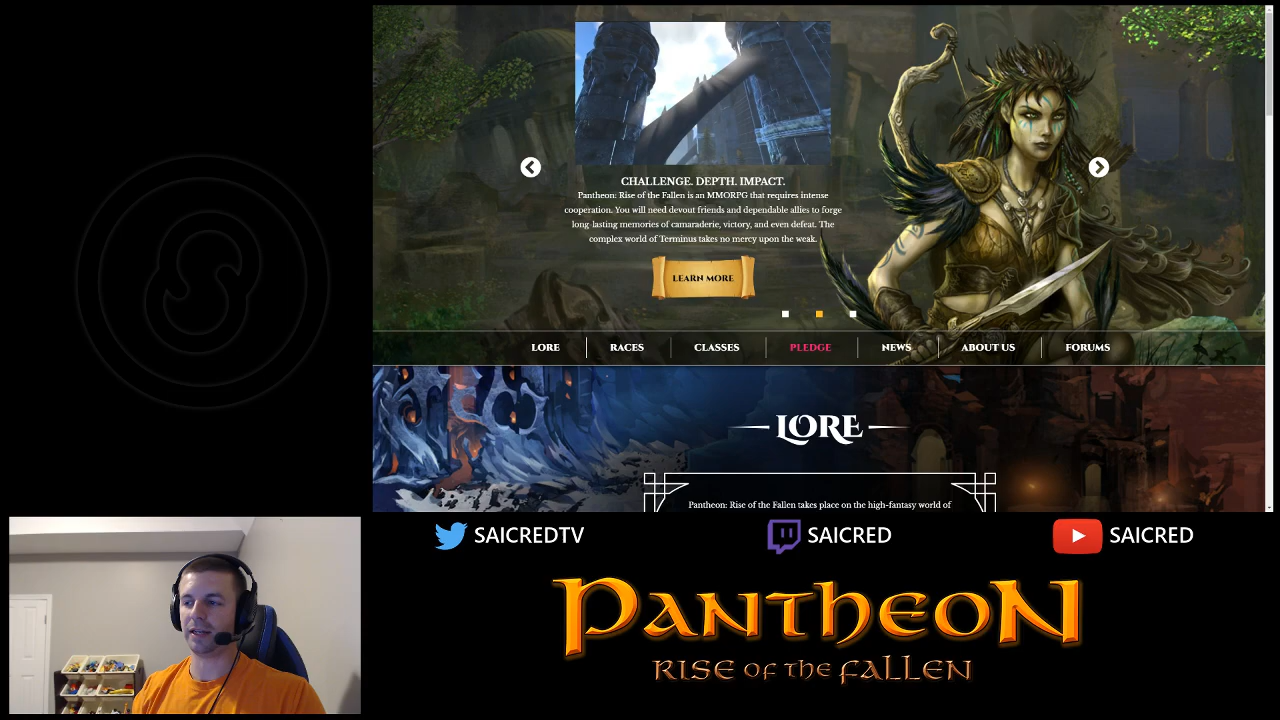 CHALLENGE. DEPTH. IMPACT.
Pantheon: Rise of the Fallen is an MMORPG that requires intense
cooperation. You will need devout friends and dependable allies to forge
long-lasting memories of camaraderie, victory, and even defeat. The
complex world of Terminus takes no mercy upon the weak.
LEARN MORE
LORE
RACES
CLASSES
PLEDGE
NEWS
ABOUT US
FORUMS
LORE
Pantheon: Rise of the Fallen takes place on the high-fantasy world of
SAICREDTV
SAICRED
SAICRED
PANTHEON
RISE OF THE FALLEN